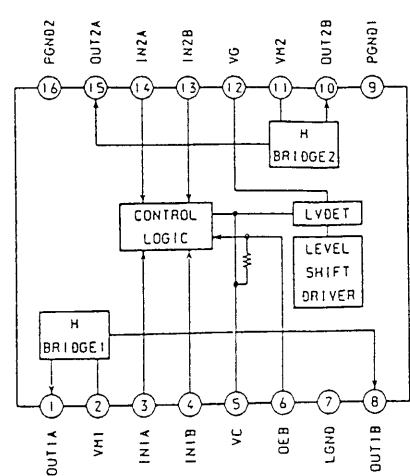 PGND2 OUT2A IN2A IN2B VG VM2 OUT2B PGND1
16 15 14 13 12 11 10 9
H
BRIDGE2
CONTROL
LOGIC
LVDET
LEVEL
SHIFT
DRIVER
H
BRIDGE1
1 2 3 4 5 6 7 8
OUT1A VM1 IN1A IN1B VC OEB LGND OUT1B